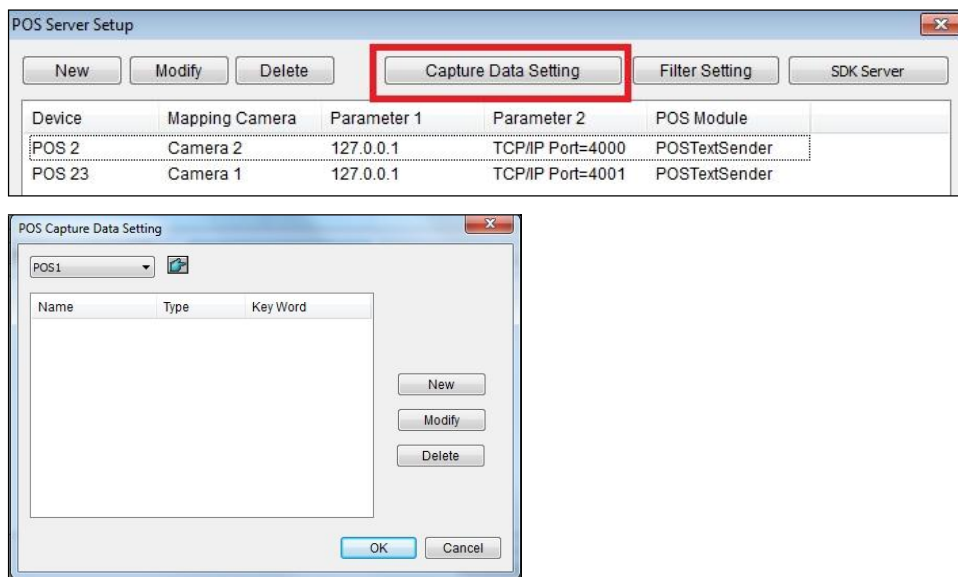 POS Server Setup
New Modify Delete Capture Data Setting Filter Setting SDK Server
Device Mapping Camera Parameter 1 Parameter 2 POS Module
POS 2 Camera 2 127.0.0.1 TCP/IP Port=4000 POSTextSender
POS 23 Camera 1 127.0.0.1 TCP/IP Port=4001 POSTextSender
POS Capture Data Setting
POS1
Name Type Key Word
New
Modify
Delete
OK Cancel